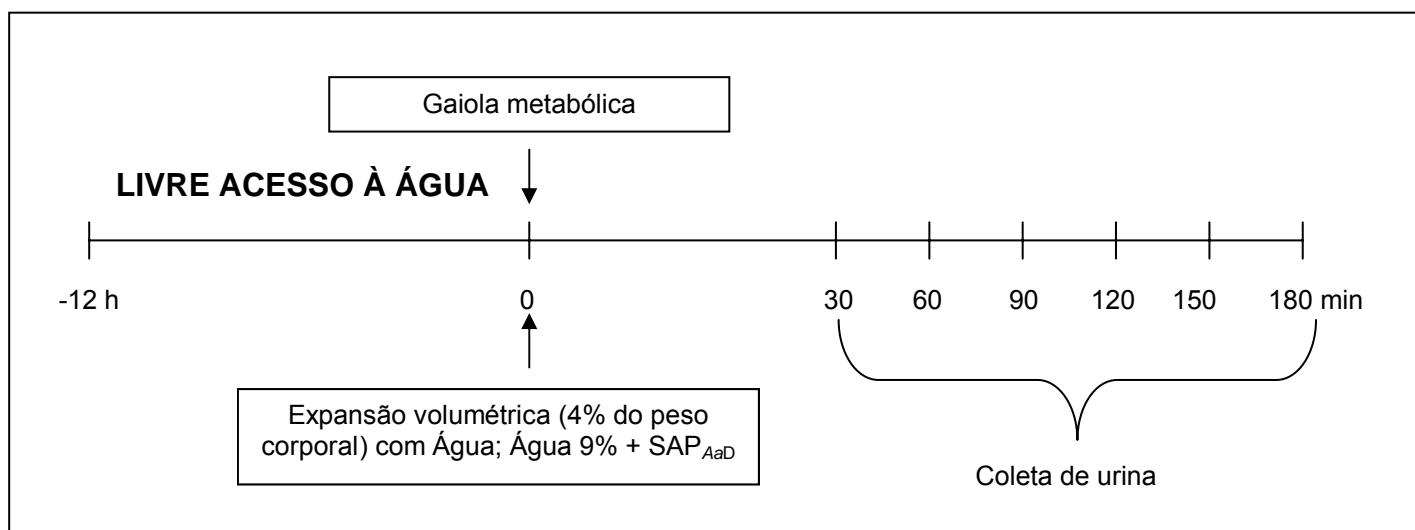 Gaiola metabólica
LIVRE ACESSO À ÁGUA
-12 h
0
30
60
90
120
150
180 min
Expansão volumétrica (4% do peso
corporal) com Água; Água 9% + SAPAaD
Coleta de urina